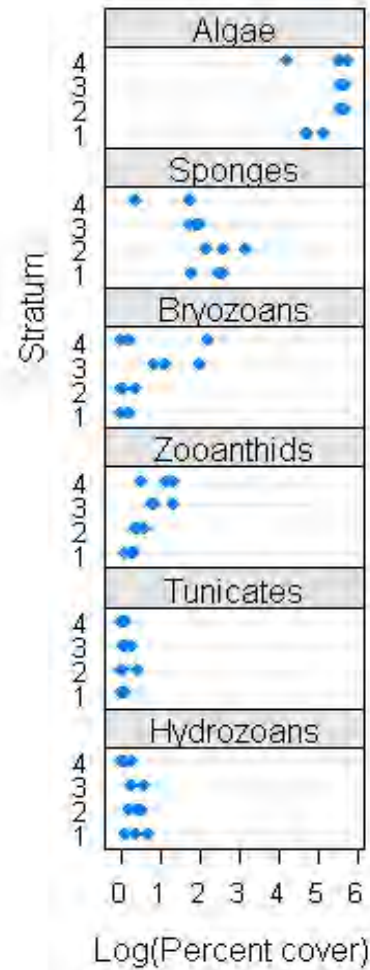 Algae
4
3
2
1
Sponges
4
3
2
1
Bryozoans
4
3
2
1
Zooanthids
4
3
2
1
Tunicates
4
3
2
1
Hydrozoans
4
3
2
1
Stratum
0 1 2 3 4 5 6
Log(Percent cover)